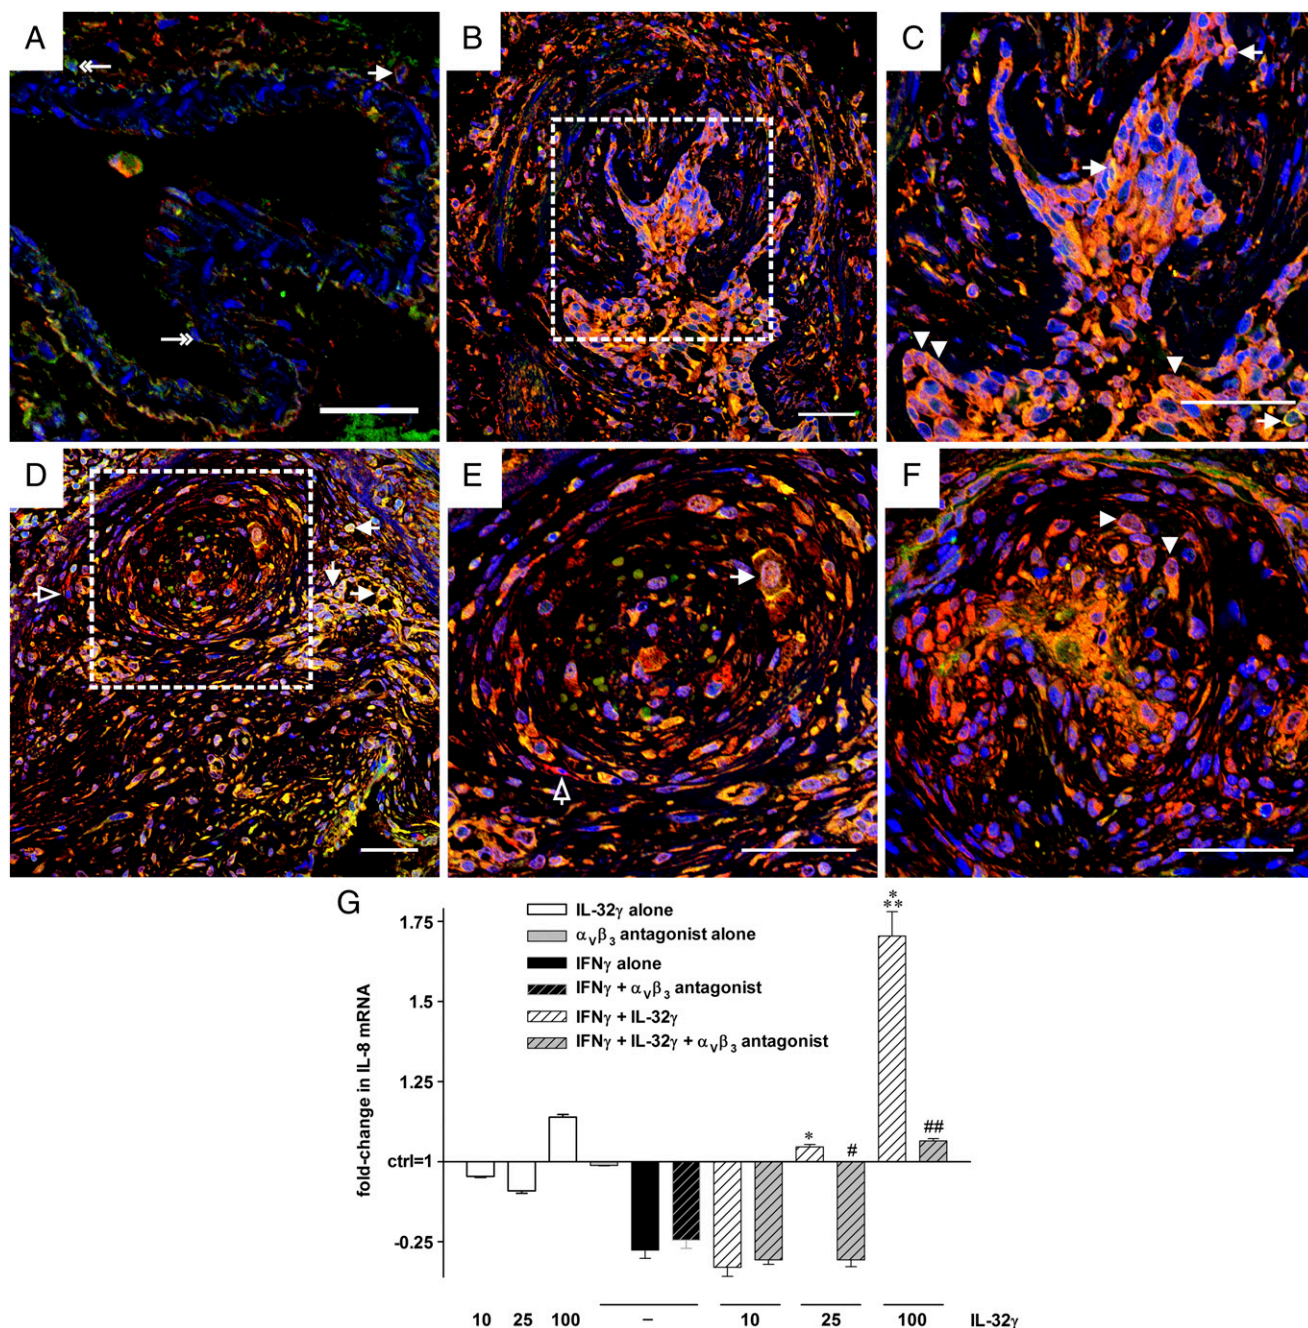 A
B
C
D
E
F
G
fold-change in IL-8 mRNA
1.75
1.5
1.25
ctrl=1
-0.25
IL-32γ alone
αVβ3 antagonist alone
IFNγ alone
IFNγ + αVβ3 antagonist
IFNγ + IL-32γ
IFNγ + IL-32γ + αVβ3 antagonist
*
#
*
**
##
10 25 100 – 10 25 100 IL-32γ